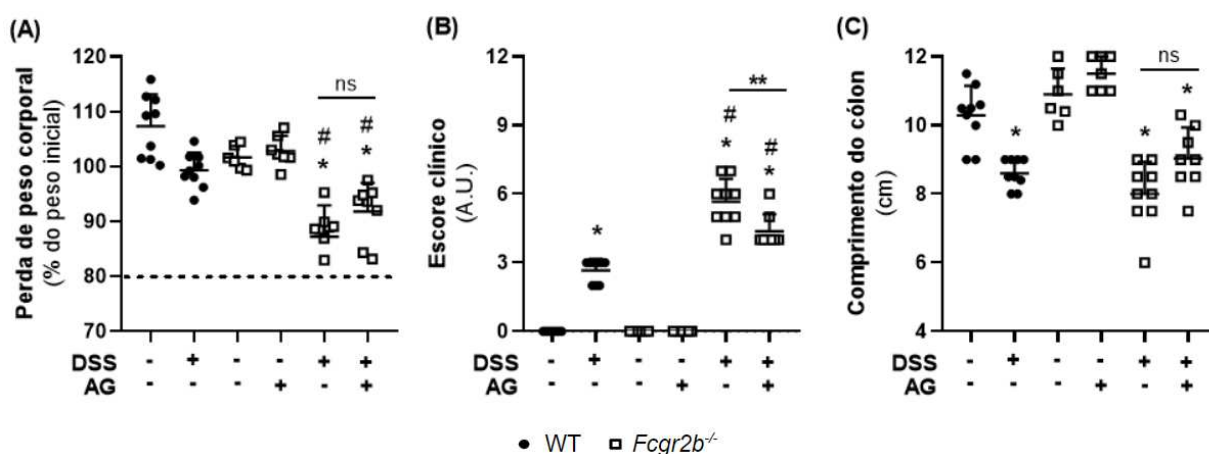 (A)
Perda de peso corporal
(% do peso inicial)
120
110
100
90
80
70
ns
# #
* *
DSS - + - - + +
AG - - - + - +
(B)
Escore clínico
(A.U.)
12
9
6
3
0
**
#
* #
* *
DSS - + - - + +
AG - - - + - +
(C)
Comprimento do cólon
(cm)
12
10
8
6
4
ns
*
* *
DSS - + - - + +
AG - - - + - +
WT Fcgr2b-/-